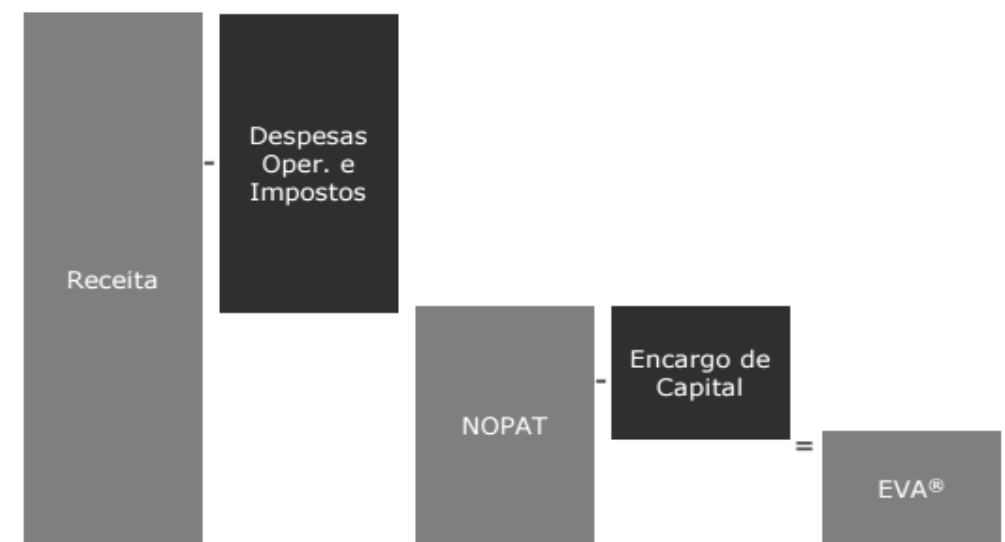 Receita
-
Despesas
Oper. e
Impostos
NOPAT
-
Encargo de
Capital
=
EVA®